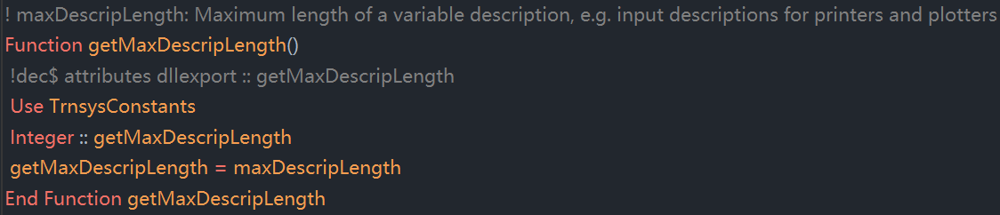 ! maxDescripLength: Maximum length of a variable description, e.g. input descriptions for printers and plotters
Function getMaxDescripLength()
!dec$ attributes dllexport :: getMaxDescripLength
Use TrnsysConstants
Integer :: getMaxDescripLength
getMaxDescripLength = maxDescripLength
End Function getMaxDescripLength